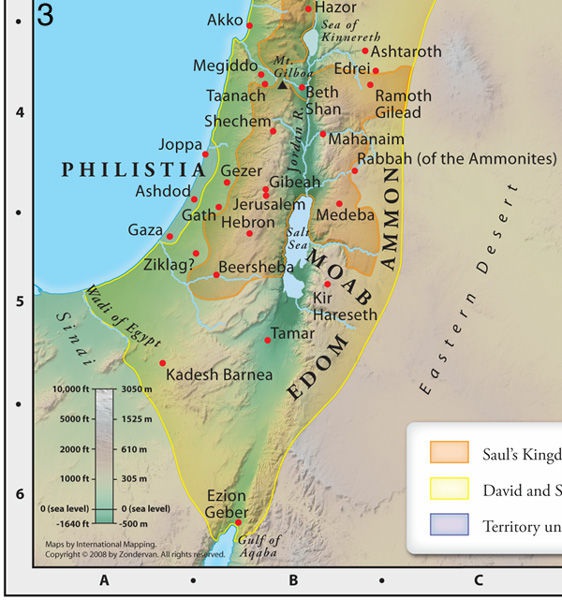 3
Hazor
Akko
Sea of
Kinnereth
Ashtaroth
Megiddo
Mt.
Gilboa
Edrei
Taanach
Beth
Shan
Ramoth
Gilead
4
Shechem
Jordan R.
Mahanaim
Joppa
PHILISTIA
Rabbah (of the Ammonites)
Gezer
Gibeah
Ashdod
Jerusalem
Gath
Medeba
AMMON
Hebron
Gaza
Salt
Sea
Ziklag?
Beersheba
MOAB
Eastern Desert
5
Wadi of Egypt
Kir
Hareseth
Sinai
Tamar
EDOM
Kadesh Barnea
10,000 ft 3050 m
5000 ft 1525 m
2000 ft 610 m
1000 ft 305 m
0 (sea level) 0 (sea level)
-1640 ft -500 m
Saul's Kingd
David and S
Territory un
6
Ezion
Geber
Gulf of
Aqaba
Maps by International Mapping.
Copyright © 2008 by Zondervan. All rights reserved.
A B C